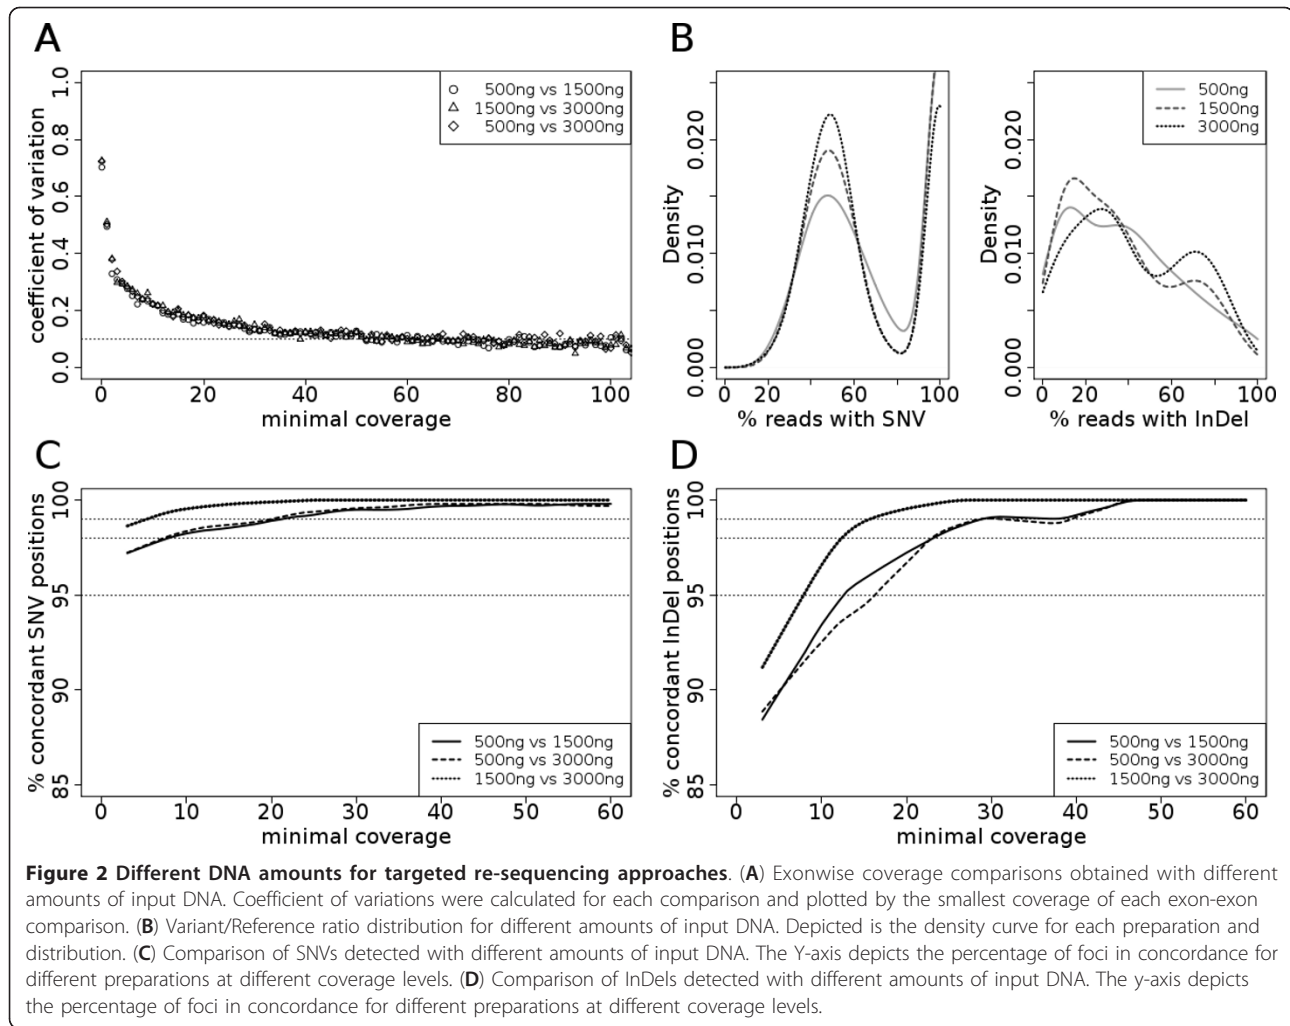 A
coefficient of variation
0.0 0.2 0.4 0.6 0.8 1.0
500ng vs 1500ng
1500ng vs 3000ng
500ng vs 3000ng
0 20 40 60 80 100
minimal coverage
B
Density
0.000 0.010 0.020
0 20 60 100
% reads with SNV
Density
0.000 0.010 0.020
500ng
1500ng
3000ng
0 20 60 100
% reads with InDel
C
% concordant SNV positions
85 90 95 100
500ng vs 1500ng
500ng vs 3000ng
1500ng vs 3000ng
0 10 20 30 40 50 60
minimal coverage
D
% concordant InDel positions
85 90 95 100
500ng vs 1500ng
500ng vs 3000ng
1500ng vs 3000ng
0 10 20 30 40 50 60
minimal coverage
Figure 2 Different DNA amounts for targeted re-sequencing approaches. (A) Exonwise coverage comparisons obtained with different
amounts of input DNA. Coefficient of variations were calculated for each comparison and plotted by the smallest coverage of each exon-exon
comparison. (B) Variant/Reference ratio distribution for different amounts of input DNA. Depicted is the density curve for each preparation and
distribution. (C) Comparison of SNVs detected with different amounts of input DNA. The Y-axis depicts the percentage of foci in concordance for
different preparations at different coverage levels. (D) Comparison of InDels detected with different amounts of input DNA. The y-axis depicts
the percentage of foci in concordance for different preparations at different coverage levels.